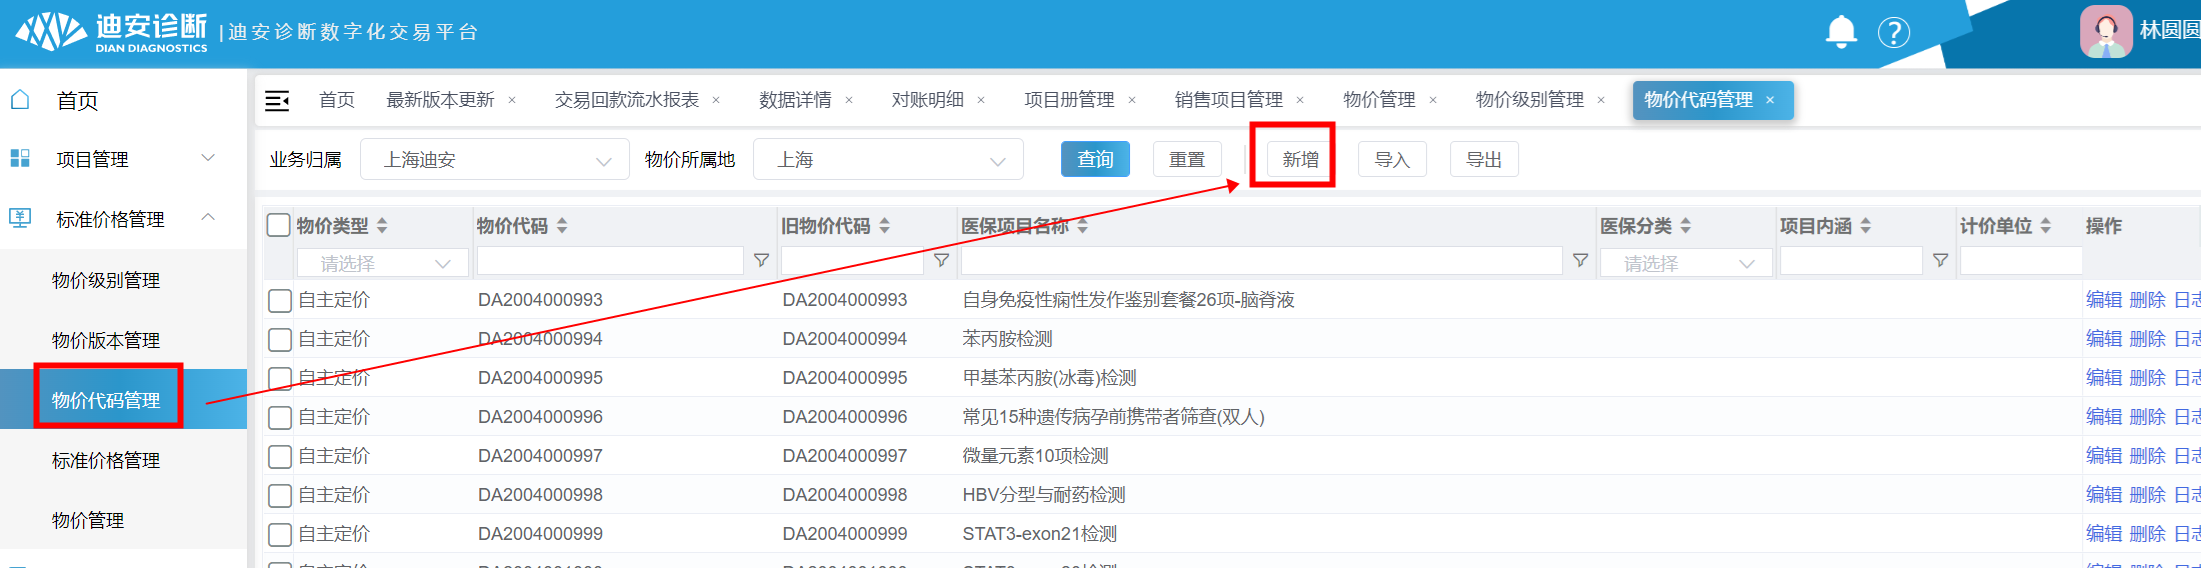 迪安诊断
DIAN DIAGNOSTICS
|迪安诊断数字化交易平台
林圆圆
首页
项目管理
标准价格管理
物价级别管理
物价版本管理
物价代码管理
标准价格管理
物价管理
首页 最新版本更新 × 交易回款流水报表 × 数据详情 × 对账明细 × 项目册管理 × 销售项目管理 × 物价管理 × 物价级别管理 × 物价代码管理 ×
业务归属 上海迪安 物价所属地 上海 查询 重置 新增 导入 导出
物价类型 物价代码 旧物价代码 医保项目名称 医保分类 项目内涵 计价单位 操作
请选择 请选择
自主定价 DA2004000993 DA2004000993 自身免疫性痫性发作鉴别套餐26项-脑脊液 编辑 删除 日志
自主定价 DA2004000994 DA2004000994 苯丙胺检测 编辑 删除 日志
自主定价 DA2004000995 DA2004000995 甲基苯丙胺(冰毒)检测 编辑 删除 日志
自主定价 DA2004000996 DA2004000996 常见15种遗传病孕前携带者筛查(双人) 编辑 删除 日志
自主定价 DA2004000997 DA2004000997 微量元素10项检测 编辑 删除 日志
自主定价 DA2004000998 DA2004000998 HBV分型与耐药检测 编辑 删除 日志
自主定价 DA2004000999 DA2004000999 STAT3-exon21检测 编辑 删除 日志